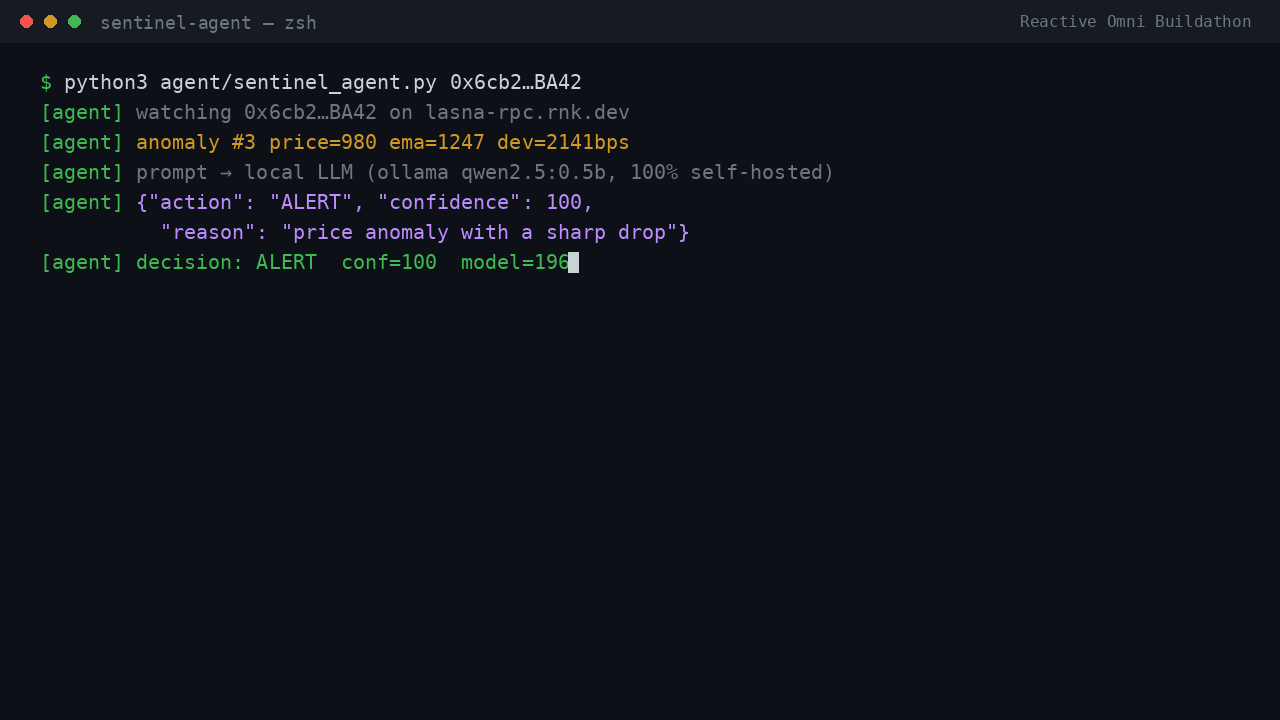 sentinel-agent — zsh
Reactive Omni Buildathon
$ python3 agent/sentinel_agent.py 0x6cb2…BA42
[agent] watching 0x6cb2…BA42 on lasna-rpc.rnk.dev
[agent] anomaly #3 price=980 ema=1247 dev=2141bps
[agent] prompt → local LLM (ollama qwen2.5:0.5b, 100% self-hosted)
[agent] {"action": "ALERT", "confidence": 100,
"reason": "price anomaly with a sharp drop"}
[agent] decision: ALERT conf=100 model=196